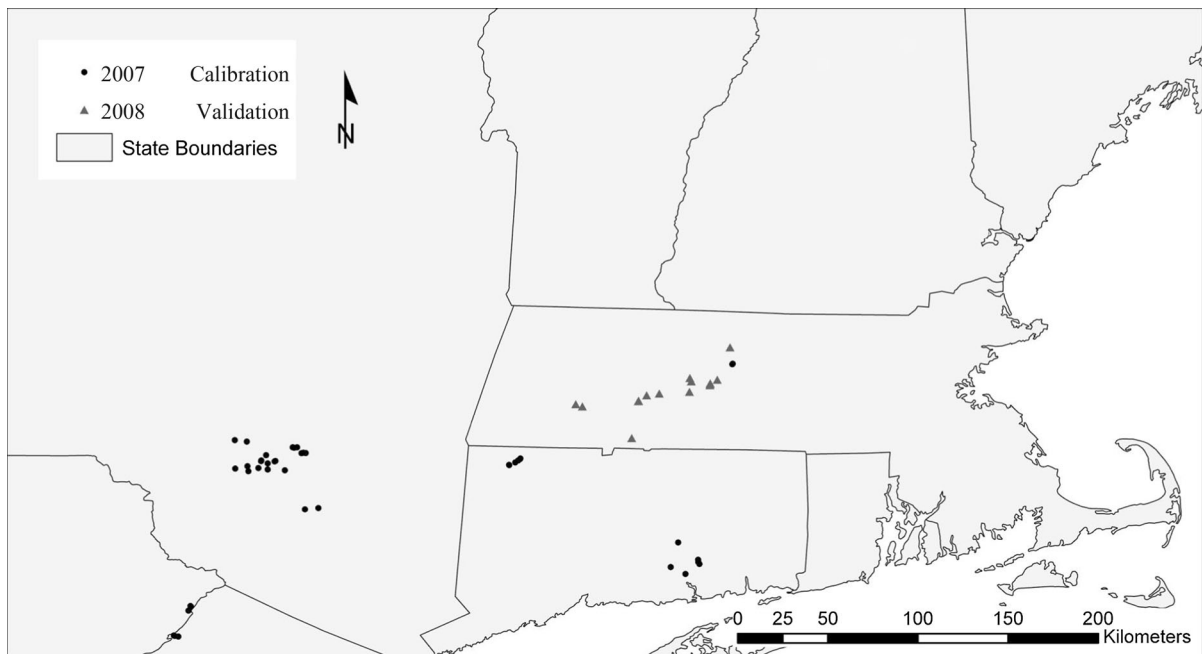 2007 Calibration
2008 Validation
State Boundaries
N
0 25 50 100 150 200
Kilometers